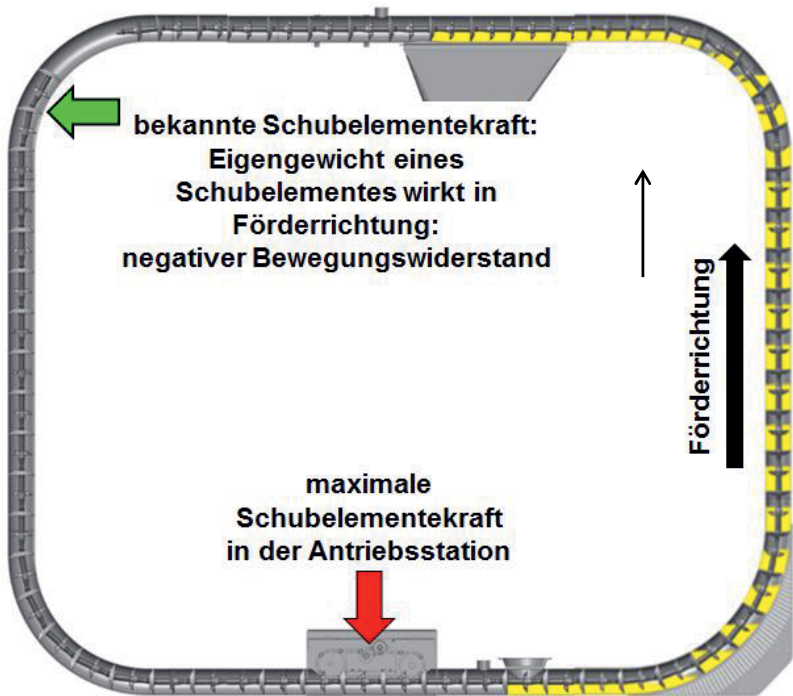 bekannte Schubelementekraft:
Eigengewicht eines
Schubelementes wirkt in
Förderrichtung:
negativer Bewegungswiderstand
Förderrichtung
maximale
Schubelementekraft
in der Antriebsstation